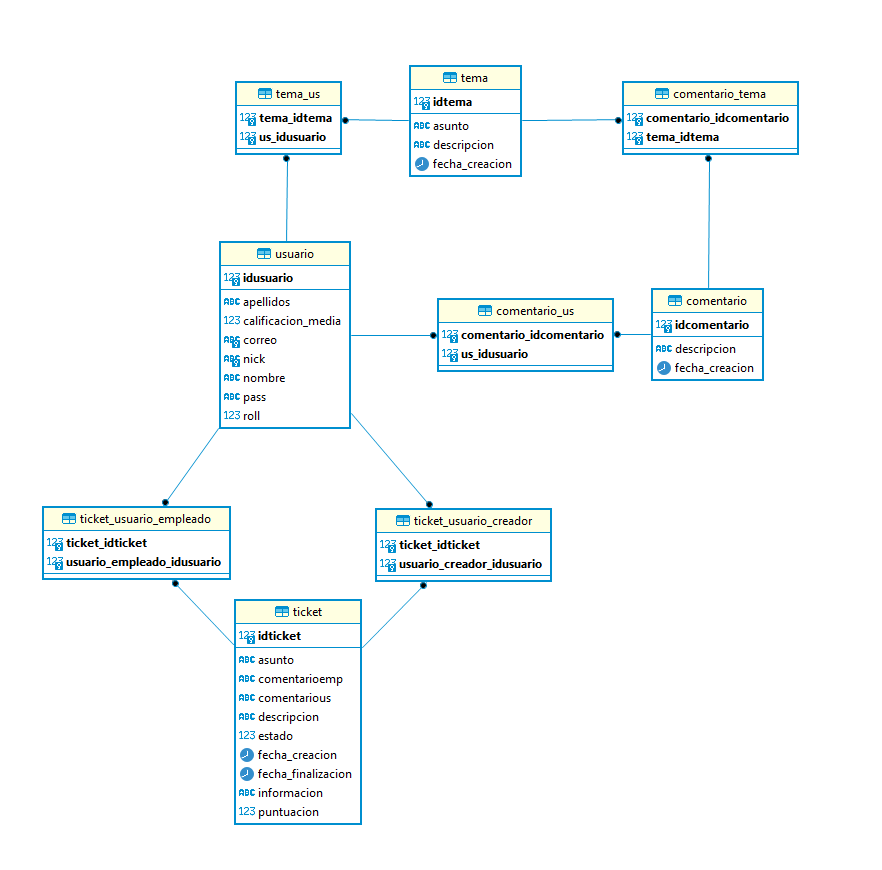 tema_us
123 tema_idtema
123 us_idusuario
tema
123 idtema
ABC asunto
ABC descripcion
fecha_creacion
comentario_tema
123 comentario_idcomentario
123 tema_idtema
usuario
123 idusuario
ABC apellidos
123 calificacion_media
ABC correo
ABC nick
ABC nombre
ABC pass
123 roll
comentario_us
123 comentario_idcomentario
123 us_idusuario
comentario
123 idcomentario
ABC descripcion
fecha_creacion
ticket_usuario_empleado
123 ticket_idticket
123 usuario_empleado_idusuario
ticket_usuario_creador
123 ticket_idticket
123 usuario_creador_idusuario
ticket
123 idticket
ABC asunto
ABC comentarioemp
ABC comentarious
ABC descripcion
123 estado
fecha_creacion
fecha_finalizacion
ABC informacion
123 puntuacion